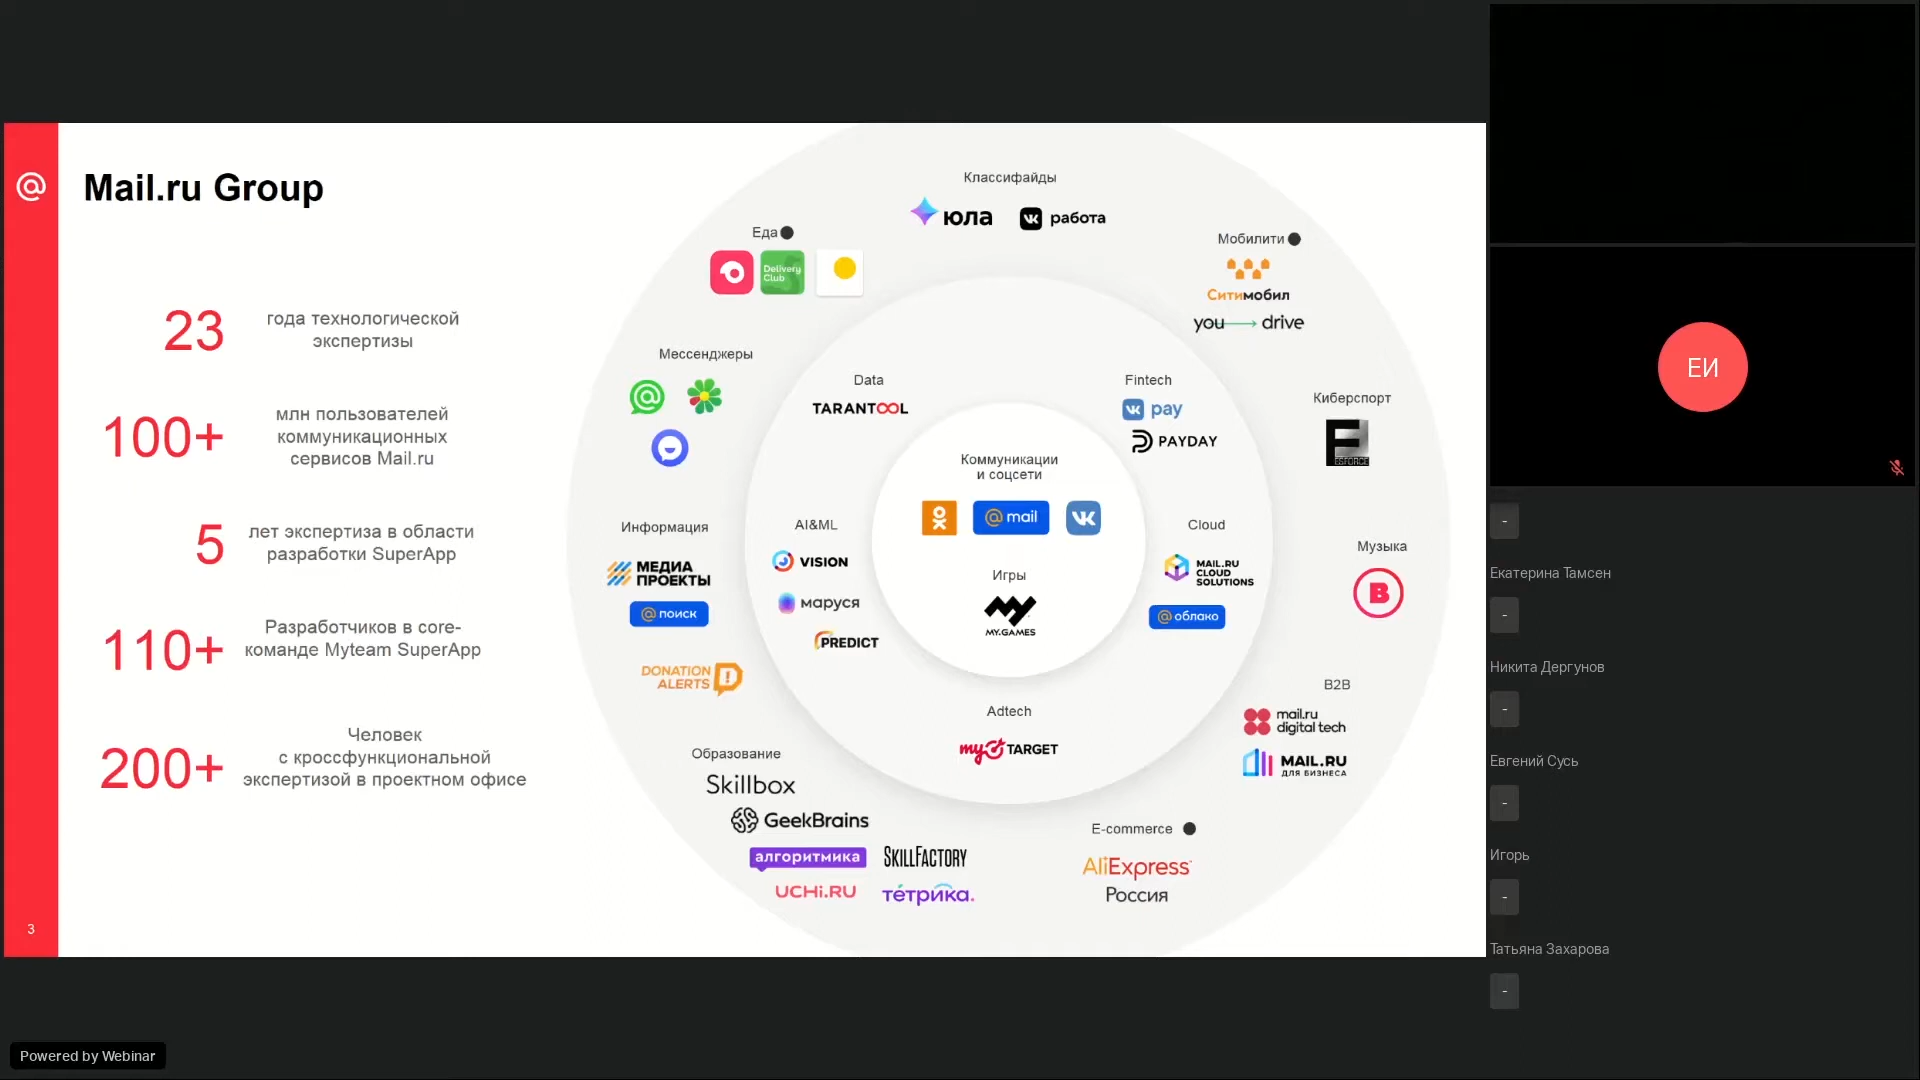 @
Mail.ru Group
23
года технологической
экспертизы
100+
млн пользователей
коммуникационных
сервисов Mail.ru
5
лет экспертиза в области
разработки SuperApp
110+
Разработчиков в core-
команде Myteam SuperApp
200+
Человек
с кроссфункциональной
экспертизой в проектном офисе
3
Классифайды
юла
работа
Еда
Delivery
Club
Мобилити
Ситимобил
you drive
Мессенджеры
Data
TARANTOOL
Fintech
pay
PAYDAY
Киберспорт
ESFORCE
Коммуникации
и соцсети
@mail
Игры
MY.GAMES
Информация
МЕДИА
ПРОЕКТЫ
@поиск
DONATION
ALERTS
AI&ML
VISION
маруся
PREDICT
Cloud
MAIL.RU
CLOUD
SOLUTIONS
@облако
Музыка
B
B2B
mail.ru
digital tech
MAIL.RU
ДЛЯ БИЗНЕСА
Adtech
myTARGET
Образование
Skillbox
GeekBrains
алгоритмика
SKILLFACTORY
UCHi.RU
тетрика.
E-commerce
AliExpress
Россия
ЕИ
-
Екатерина Тамсен
-
Никита Дергунов
-
Евгений Сусь
-
Игорь
-
Татьяна Захарова
-
Powered by Webinar